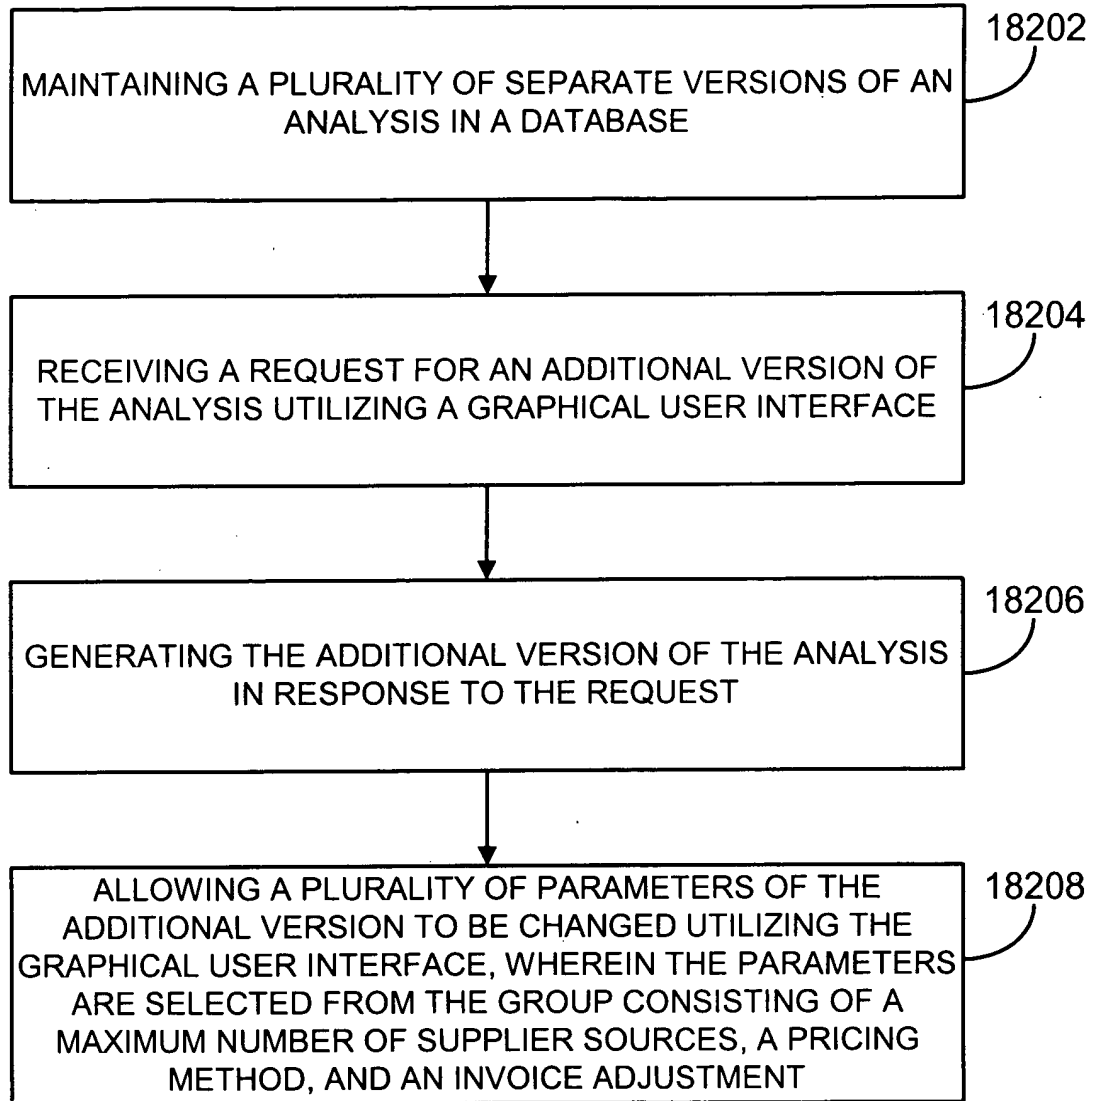 18202
MAINTAINING A PLURALITY OF SEPARATE VERSIONS OF AN
ANALYSIS IN A DATABASE
18204
RECEIVING A REQUEST FOR AN ADDITIONAL VERSION OF
THE ANALYSIS UTILIZING A GRAPHICAL USER INTERFACE
18206
GENERATING THE ADDITIONAL VERSION OF THE ANALYSIS
IN RESPONSE TO THE REQUEST
18208
ALLOWING A PLURALITY OF PARAMETERS OF THE
ADDITIONAL VERSION TO BE CHANGED UTILIZING THE
GRAPHICAL USER INTERFACE, WHEREIN THE PARAMETERS
ARE SELECTED FROM THE GROUP CONSISTING OF A
MAXIMUM NUMBER OF SUPPLIER SOURCES, A PRICING
METHOD, AND AN INVOICE ADJUSTMENT